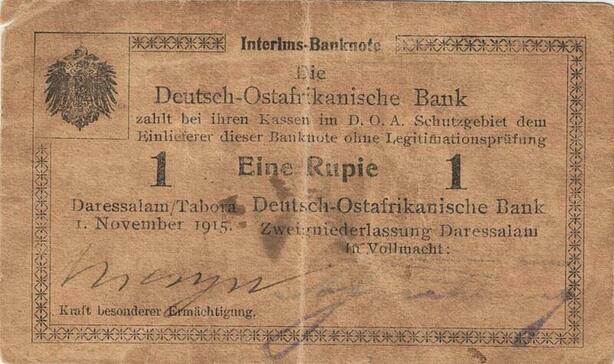 Interims-Banknote
Die
Deutsch-Ostafrikanische Bank
zahlt bei ihren Kassen im D. O. A. Schutzgebiet dem
Einlieferer dieser Banknote ohne Legitimationsprüfung
1 Eine Rupie 1
Daressalam/Tabora
1. November 1915.
Deutsch-Ostafrikanische Bank
Zweigniederlassung Daressalam
In Vollmacht:
Kraft besonderer Ermächtigung.